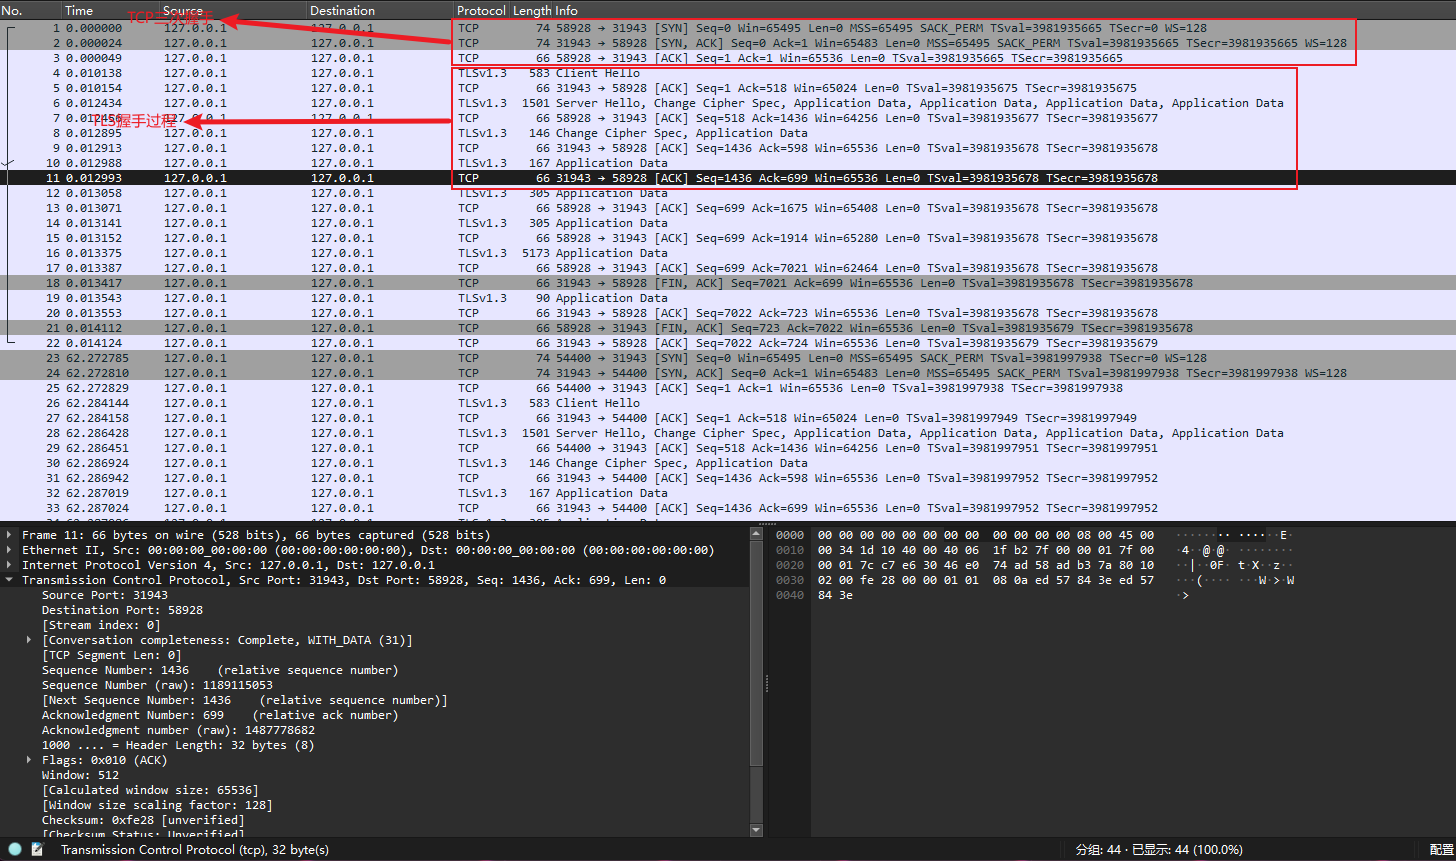 No. Time Source Destination Protocol Length Info
TCP三次握手
1 0.000000 127.0.0.1 127.0.0.1 TCP 74 58928 → 31943 [SYN] Seq=0 Win=65495 Len=0 MSS=65495 SACK_PERM TSval=3981935665 TSecr=0 WS=128
2 0.000024 127.0.0.1 127.0.0.1 TCP 74 31943 → 58928 [SYN, ACK] Seq=0 Ack=1 Win=65483 Len=0 MSS=65495 SACK_PERM TSval=3981935665 TSecr=3981935665 WS=128
3 0.000049 127.0.0.1 127.0.0.1 TCP 66 58928 → 31943 [ACK] Seq=1 Ack=1 Win=65536 Len=0 TSval=3981935665 TSecr=3981935665
4 0.010138 127.0.0.1 127.0.0.1 TLSv1.3 583 Client Hello
5 0.010154 127.0.0.1 127.0.0.1 TCP 66 31943 → 58928 [ACK] Seq=1 Ack=518 Win=65024 Len=0 TSval=3981935675 TSecr=3981935675
6 0.012434 127.0.0.1 127.0.0.1 TLSv1.3 1501 Server Hello, Change Cipher Spec, Application Data, Application Data, Application Data, Application Data
7 127.0.0.1 127.0.0.1 TCP 66 58928 → 31943 [ACK] Seq=518 Ack=1436 Win=64256 Len=0 TSval=3981935677 TSecr=3981935677
TLS握手过程
8 0.012895 127.0.0.1 127.0.0.1 TLSv1.3 146 Change Cipher Spec, Application Data
9 0.012913 127.0.0.1 127.0.0.1 TCP 66 31943 → 58928 [ACK] Seq=1436 Ack=598 Win=65536 Len=0 TSval=3981935678 TSecr=3981935678
10 0.012988 127.0.0.1 127.0.0.1 TLSv1.3 167 Application Data
11 0.012993 127.0.0.1 127.0.0.1 TCP 66 31943 → 58928 [ACK] Seq=1436 Ack=699 Win=65536 Len=0 TSval=3981935678 TSecr=3981935678
12 0.013058 127.0.0.1 127.0.0.1 TLSv1.3 305 Application Data
13 0.013071 127.0.0.1 127.0.0.1 TCP 66 58928 → 31943 [ACK] Seq=699 Ack=1675 Win=65408 Len=0 TSval=3981935678 TSecr=3981935678
14 0.013141 127.0.0.1 127.0.0.1 TLSv1.3 305 Application Data
15 0.013152 127.0.0.1 127.0.0.1 TCP 66 58928 → 31943 [ACK] Seq=699 Ack=1914 Win=65280 Len=0 TSval=3981935678 TSecr=3981935678
16 0.013375 127.0.0.1 127.0.0.1 TLSv1.3 5173 Application Data
17 0.013387 127.0.0.1 127.0.0.1 TCP 66 58928 → 31943 [ACK] Seq=699 Ack=7021 Win=62464 Len=0 TSval=3981935678 TSecr=3981935678
18 0.013417 127.0.0.1 127.0.0.1 TCP 66 31943 → 58928 [FIN, ACK] Seq=7021 Ack=699 Win=65536 Len=0 TSval=3981935678 TSecr=3981935678
19 0.013543 127.0.0.1 127.0.0.1 TLSv1.3 90 Application Data
20 0.013553 127.0.0.1 127.0.0.1 TCP 66 31943 → 58928 [ACK] Seq=7022 Ack=723 Win=65536 Len=0 TSval=3981935678 TSecr=3981935678
21 0.014112 127.0.0.1 127.0.0.1 TCP 66 58928 → 31943 [FIN, ACK] Seq=723 Ack=7022 Win=65536 Len=0 TSval=3981935679 TSecr=3981935678
22 0.014124 127.0.0.1 127.0.0.1 TCP 66 31943 → 58928 [ACK] Seq=7022 Ack=724 Win=65536 Len=0 TSval=3981935679 TSecr=3981935679
23 62.272785 127.0.0.1 127.0.0.1 TCP 74 54400 → 31943 [SYN] Seq=0 Win=65495 Len=0 MSS=65495 SACK_PERM TSval=3981997938 TSecr=0 WS=128
24 62.272810 127.0.0.1 127.0.0.1 TCP 74 31943 → 54400 [SYN, ACK] Seq=0 Ack=1 Win=65483 Len=0 MSS=65495 SACK_PERM TSval=3981997938 TSecr=3981997938 WS=128
25 62.272829 127.0.0.1 127.0.0.1 TCP 66 54400 → 31943 [ACK] Seq=1 Ack=1 Win=65536 Len=0 TSval=3981997938 TSecr=3981997938
26 62.284144 127.0.0.1 127.0.0.1 TLSv1.3 583 Client Hello
27 62.284158 127.0.0.1 127.0.0.1 TCP 66 31943 → 54400 [ACK] Seq=1 Ack=518 Win=65024 Len=0 TSval=3981997949 TSecr=3981997949
28 62.286428 127.0.0.1 127.0.0.1 TLSv1.3 1501 Server Hello, Change Cipher Spec, Application Data, Application Data, Application Data, Application Data
29 62.286451 127.0.0.1 127.0.0.1 TCP 66 54400 → 31943 [ACK] Seq=518 Ack=1436 Win=64256 Len=0 TSval=3981997951 TSecr=3981997951
30 62.286924 127.0.0.1 127.0.0.1 TLSv1.3 146 Change Cipher Spec, Application Data
31 62.286942 127.0.0.1 127.0.0.1 TCP 66 31943 → 54400 [ACK] Seq=1436 Ack=598 Win=65536 Len=0 TSval=3981997952 TSecr=3981997952
32 62.287019 127.0.0.1 127.0.0.1 TLSv1.3 167 Application Data
33 62.287024 127.0.0.1 127.0.0.1 TCP 66 31943 → 54400 [ACK] Seq=1436 Ack=699 Win=65536 Len=0 TSval=3981997952 TSecr=3981997952
Frame 11: 66 bytes on wire (528 bits), 66 bytes captured (528 bits)
Ethernet II, Src: 00:00:00_00:00:00 (00:00:00:00:00:00), Dst: 00:00:00_00:00:00 (00:00:00:00:00:00)
Internet Protocol Version 4, Src: 127.0.0.1, Dst: 127.0.0.1
Transmission Control Protocol, Src Port: 31943, Dst Port: 58928, Seq: 1436, Ack: 699, Len: 0
Source Port: 31943
Destination Port: 58928
[Stream index: 0]
[Conversation completeness: Complete, WITH_DATA (31)]
[TCP Segment Len: 0]
Sequence Number: 1436 (relative sequence number)
Sequence Number (raw): 1189115053
[Next Sequence Number: 1436 (relative sequence number)]
Acknowledgment Number: 699 (relative ack number)
Acknowledgment number (raw): 1487778682
1000 .... = Header Length: 32 bytes (8)
Flags: 0x010 (ACK)
Window: 512
[Calculated window size: 65536]
[Window size scaling factor: 128]
Checksum: 0xfe28 [unverified]
[Checksum Status: Unverified]
0000 00 00 00 00 00 00 00 00 00 00 00 00 08 00 45 00 ········ ······E·
0010 00 34 1d 10 40 00 40 06 1f b2 7f 00 00 01 7f 00 ·4··@·@· ········
0020 00 01 7c c7 e6 30 46 e0 74 ad 58 ad b3 7a 80 10 ··|··0F· t·X··z··
0030 02 00 fe 28 00 00 01 01 08 0a ed 57 84 3e ed 57 ···(···· ···W·>·W
0040 84 3e ·>
Transmission Control Protocol (tcp), 32 byte(s)
分组: 44 · 已显示: 44 (100.0%)
配置